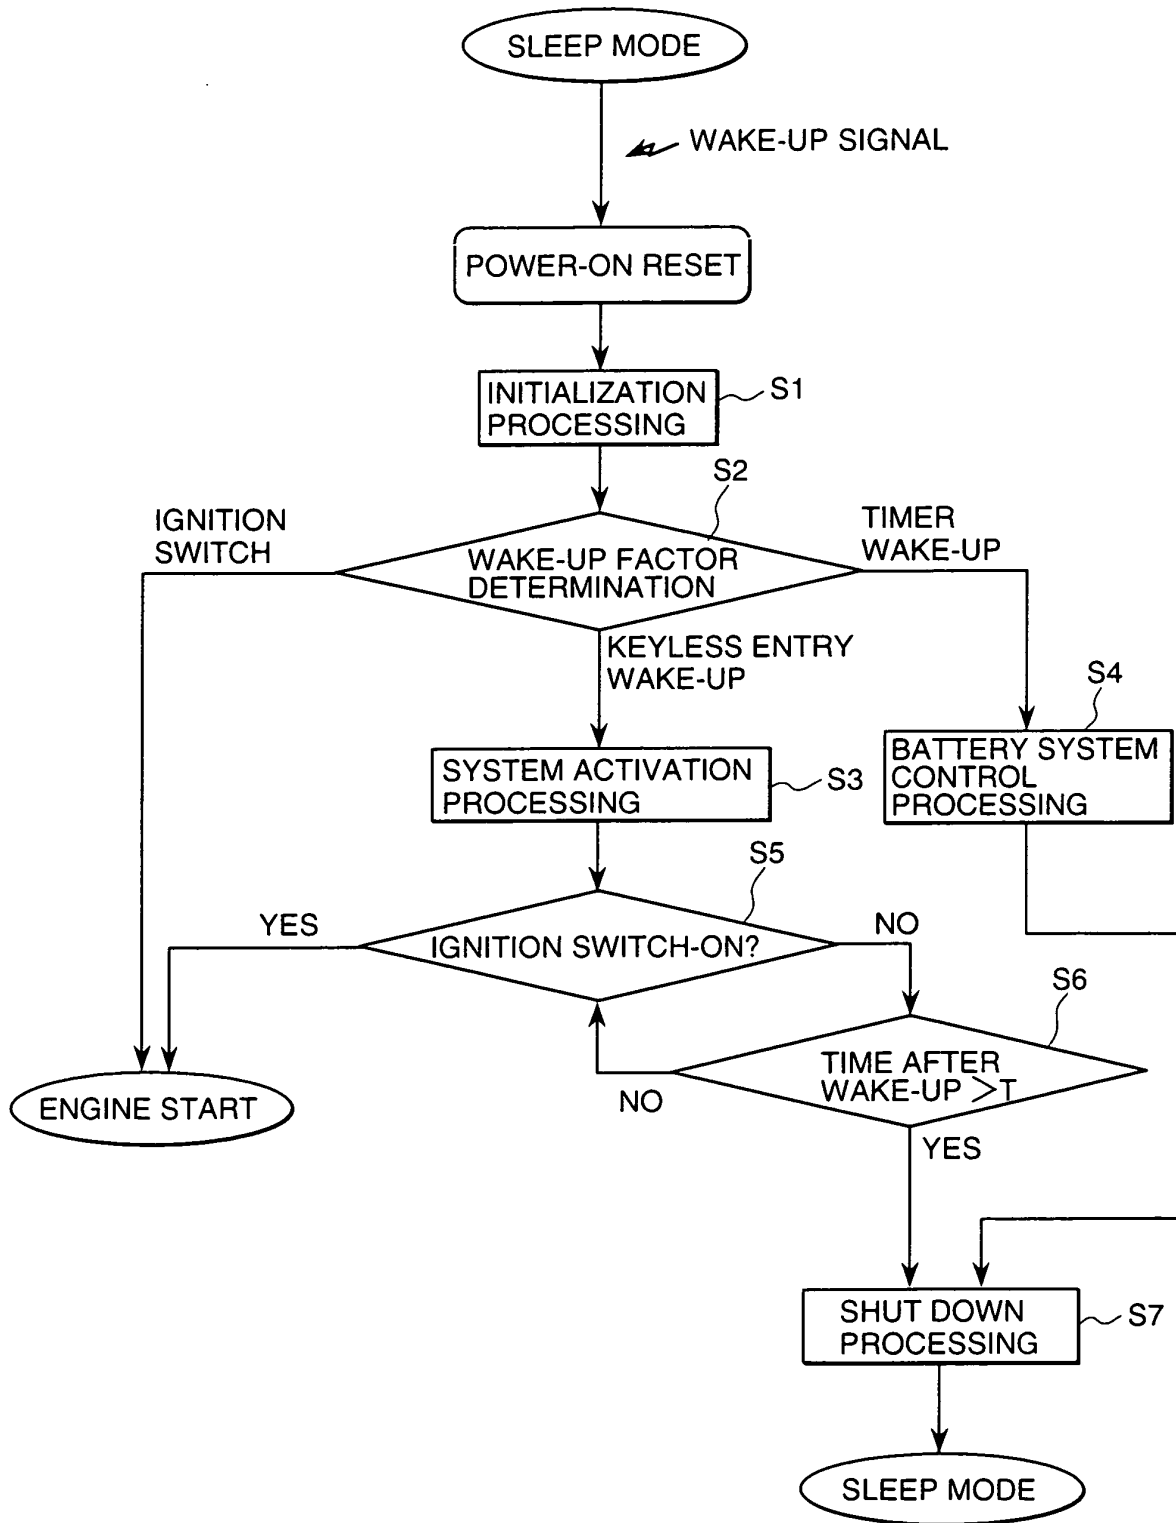 SLEEP MODE
WAKE-UP SIGNAL
POWER-ON RESET
INITIALIZATION
PROCESSING
S1
S2
IGNITION
SWITCH
WAKE-UP FACTOR
DETERMINATION
TIMER
WAKE-UP
KEYLESS ENTRY
WAKE-UP
S4
SYSTEM ACTIVATION
PROCESSING
S3
BATTERY SYSTEM
CONTROL
PROCESSING
S5
YES
IGNITION SWITCH-ON?
NO
S6
TIME AFTER
WAKE-UP >T
NO
ENGINE START
YES
SHUT DOWN
PROCESSING
S7
SLEEP MODE